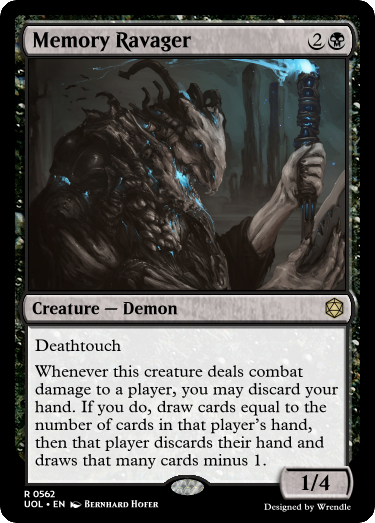 Memory Ravager 2
Creature — Demon
Deathtouch
Whenever this creature deals combat
damage to a player, you may discard your
hand. If you do, draw cards equal to the
number of cards in that player's hand,
then that player discards their hand and
draws that many cards minus 1.
1/4
R 0562
UOL • EN Bernhard Hofer
Designed by Wrendle